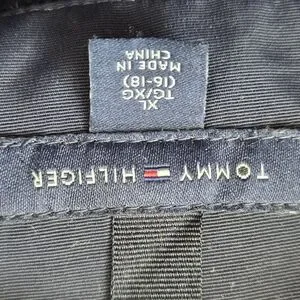 XL
TG/XG
(16-18)
MADE IN
CHINA
TOMMY HILFIGER